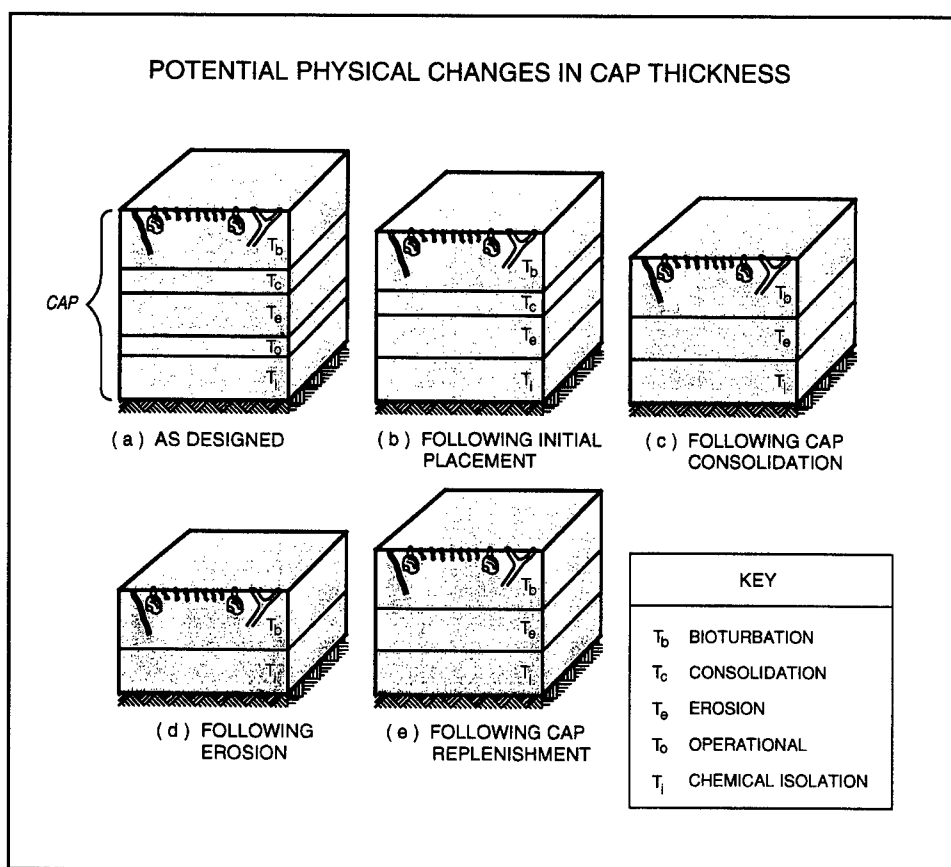 POTENTIAL PHYSICAL CHANGES IN CAP THICKNESS
CAP
Tb
Tc
Te
To
Ti
(a) AS DESIGNED
Tb
Tc
Te
Ti
(b) FOLLOWING INITIAL
PLACEMENT
Tb
Te
Ti
(c) FOLLOWING CAP
CONSOLIDATION
Tb
Ti
(d) FOLLOWING
EROSION
Tb
Te
Ti
(e) FOLLOWING CAP
REPLENISHMENT
KEY
Tb BIOTURBATION
Tc CONSOLIDATION
Te EROSION
To OPERATIONAL
Ti CHEMICAL ISOLATION